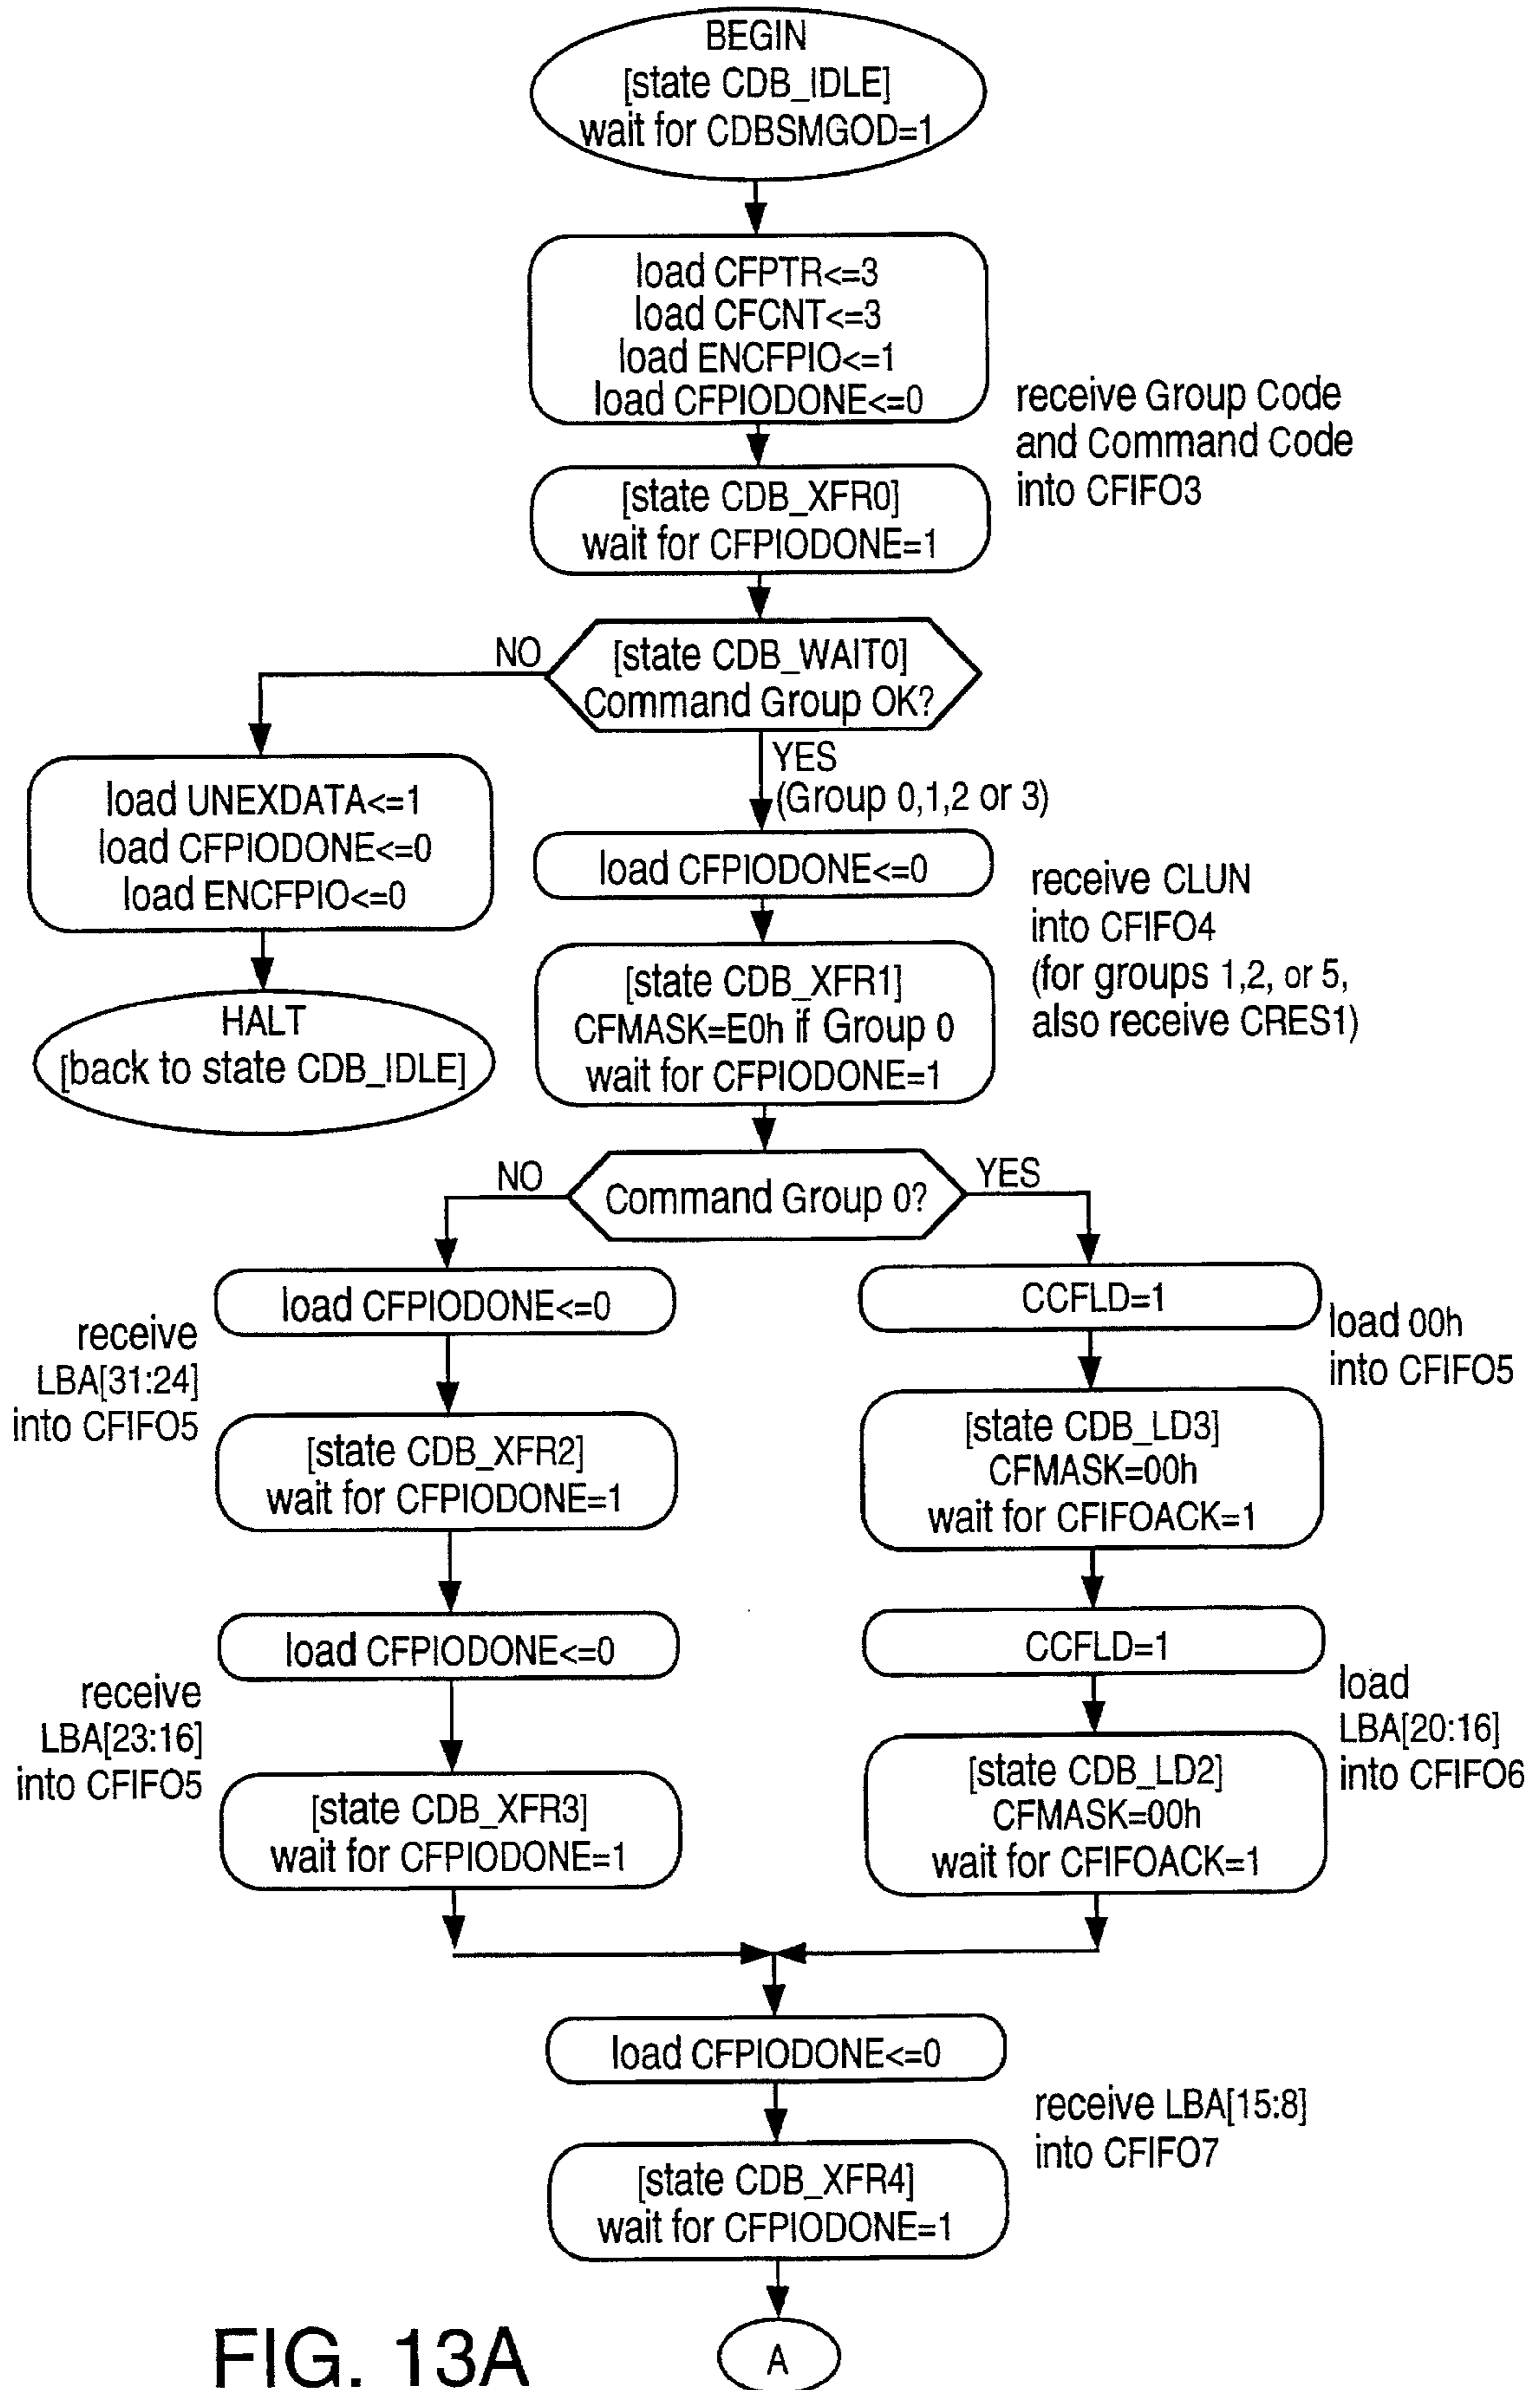 BEGIN
[state CDB_IDLE]
wait for CDBSMGOD=1
load CFPTR<=3
load CFCNT<=3
load ENCFPIO<=1
load CFPIODONE<=0
receive Group Code
and Command Code
into CFIFO3
[state CDB_XFR0]
wait for CFPIODONE=1
NO
[state CDB_WAIT0]
Command Group OK?
YES
(Group 0,1,2 or 3)
load UNEXDATA<=1
load CFPIODONE<=0
load ENCFPIO<=0
HALT
[back to state CDB_IDLE]
load CFPIODONE<=0
receive CLUN
into CFIFO4
(for groups 1,2, or 5,
also receive CRES1)
[state CDB_XFR1]
CFMASK=E0h if Group 0
wait for CFPIODONE=1
NO
Command Group 0?
YES
load CFPIODONE<=0
receive
LBA[31:24]
into CFIFO5
[state CDB_XFR2]
wait for CFPIODONE=1
load CFPIODONE<=0
receive
LBA[23:16]
into CFIFO5
[state CDB_XFR3]
wait for CFPIODONE=1
CCFLD=1
load 00h
into CFIFO5
[state CDB_LD3]
CFMASK=00h
wait for CFIFOACK=1
CCFLD=1
load
LBA[20:16]
into CFIFO6
[state CDB_LD2]
CFMASK=00h
wait for CFIFOACK=1
load CFPIODONE<=0
receive LBA[15:8]
into CFIFO7
[state CDB_XFR4]
wait for CFPIODONE=1
A
FIG. 13A